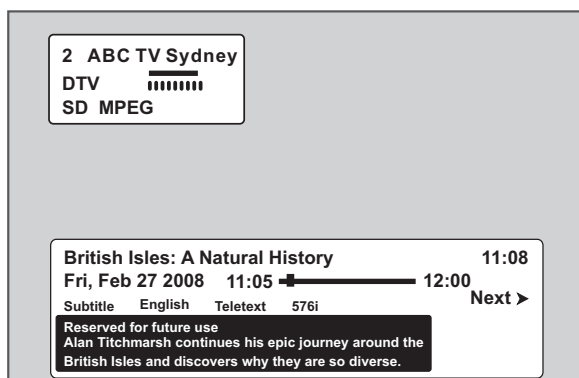 2 ABC TV Sydney
DTV
SD MPEG
British Isles: A Natural History 11:08
Fri, Feb 27 2008 11:05 12:00
Next
Subtitle English Teletext 576i
Reserved for future use
Alan Titchmarsh continues his epic journey around the
British Isles and discovers why they are so diverse.